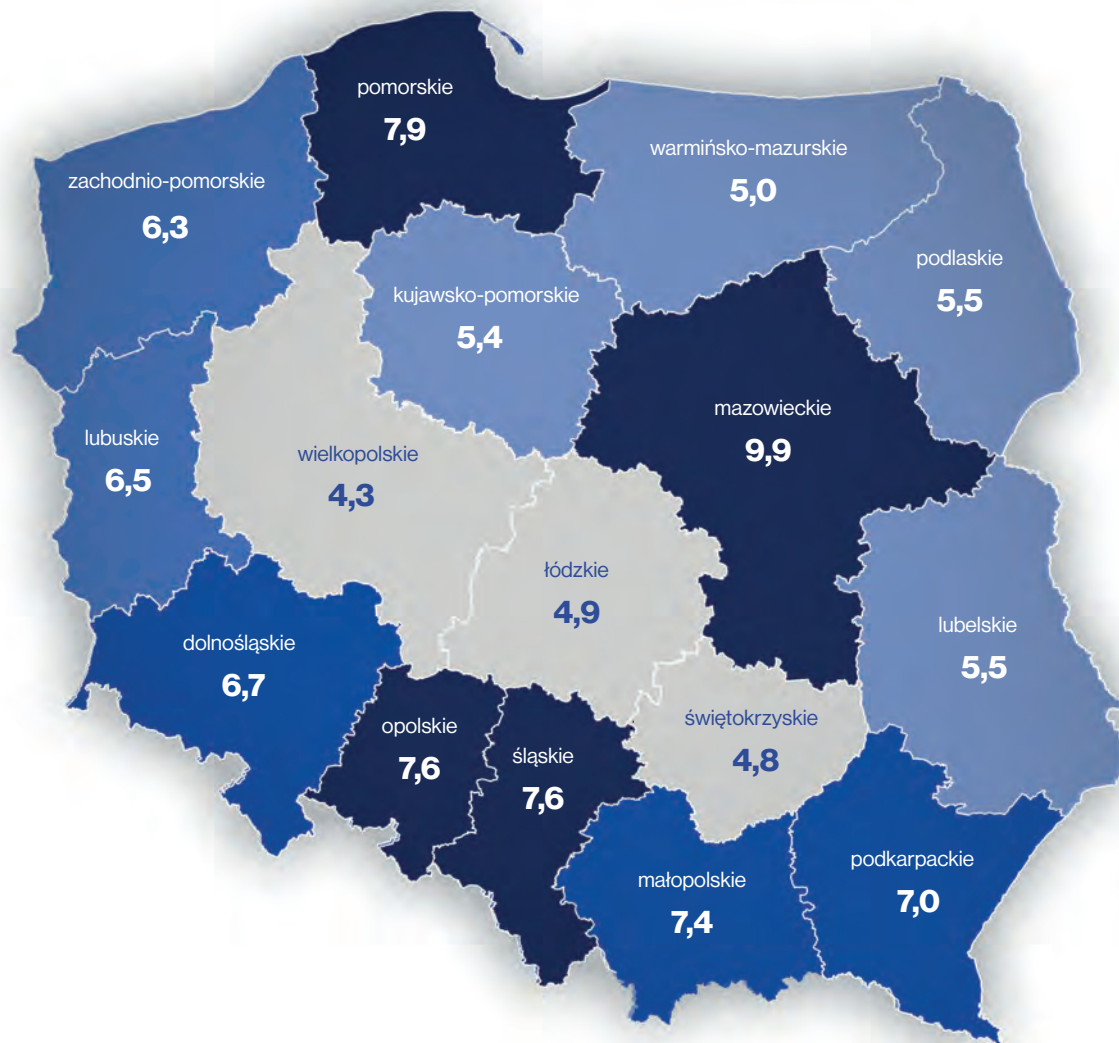 pomorskie
7,9
warmińsko-mazurskie
5,0
zachodnio-pomorskie
6,3
podlaskie
5,5
kujawsko-pomorskie
5,4
mazowieckie
9,9
lubuskie
6,5
wielkopolskie
4,3
łódzkie
4,9
lubelskie
5,5
dolnośląskie
6,7
opolskie
7,6
śląskie
7,6
świętokrzyskie
4,8
małopolskie
7,4
podkarpackie
7,0